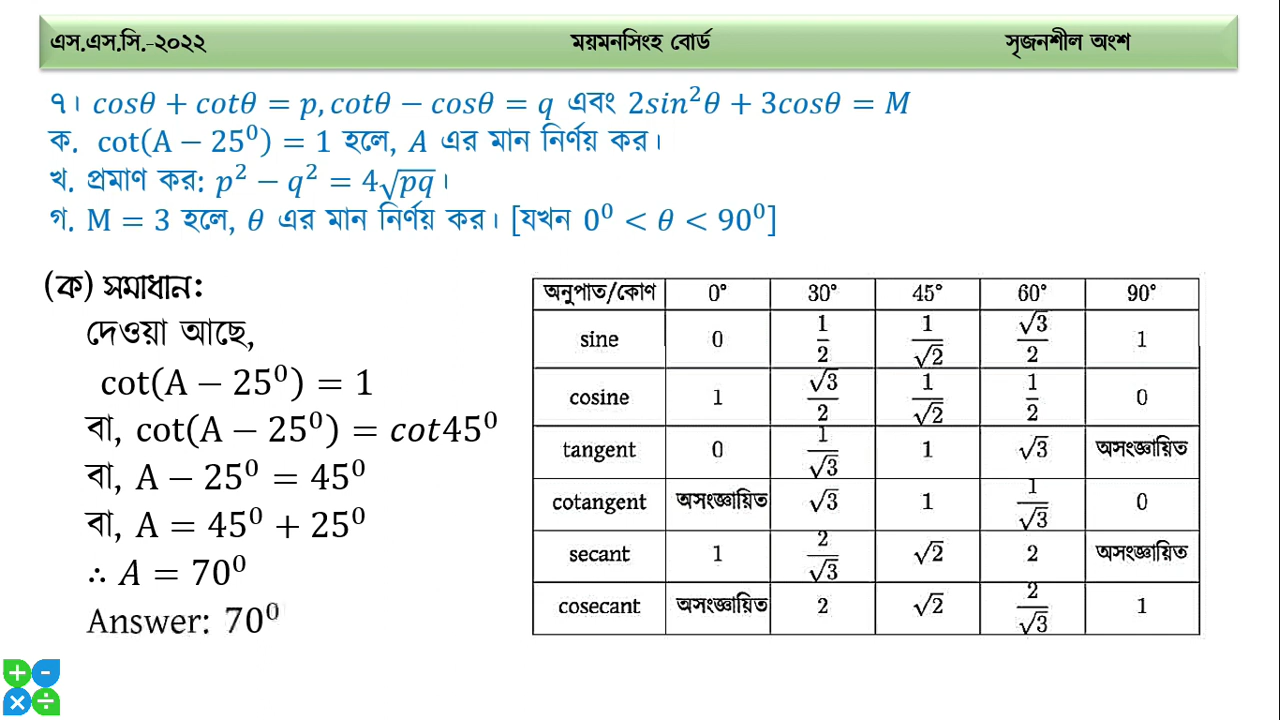 এস.এস.সি.-২০২২ ময়মনসিংহ বোর্ড সৃজনশীল অংশ
৭। cosθ + cotθ = p, cotθ − cosθ = q এবং 2sin²θ + 3cosθ = M
ক. cot(A − 25⁰) = 1 হলে, A এর মান নির্ণয় কর।
খ. প্রমাণ কর: p² − q² = 4√pq।
গ. M = 3 হলে, θ এর মান নির্ণয় কর। [যখন 0⁰ < θ < 90⁰]
(ক) সমাধান:
দেওয়া আছে,
cot(A − 25⁰) = 1
বা, cot(A − 25⁰) = cot45⁰
বা, A − 25⁰ = 45⁰
বা, A = 45⁰ + 25⁰
∴ A = 70⁰
Answer: 70⁰
অনুপাত/কোণ 0° 30° 45° 60° 90°
sine 0 1/2 1/√2 √3/2 1
cosine 1 √3/2 1/√2 1/2 0
tangent 0 1/√3 1 √3 অসংজ্ঞায়িত
cotangent অসংজ্ঞায়িত √3 1 1/√3 0
secant 1 2/√3 √2 2 অসংজ্ঞায়িত
cosecant অসংজ্ঞায়িত 2 √2 2/√3 1
+ -
× ÷